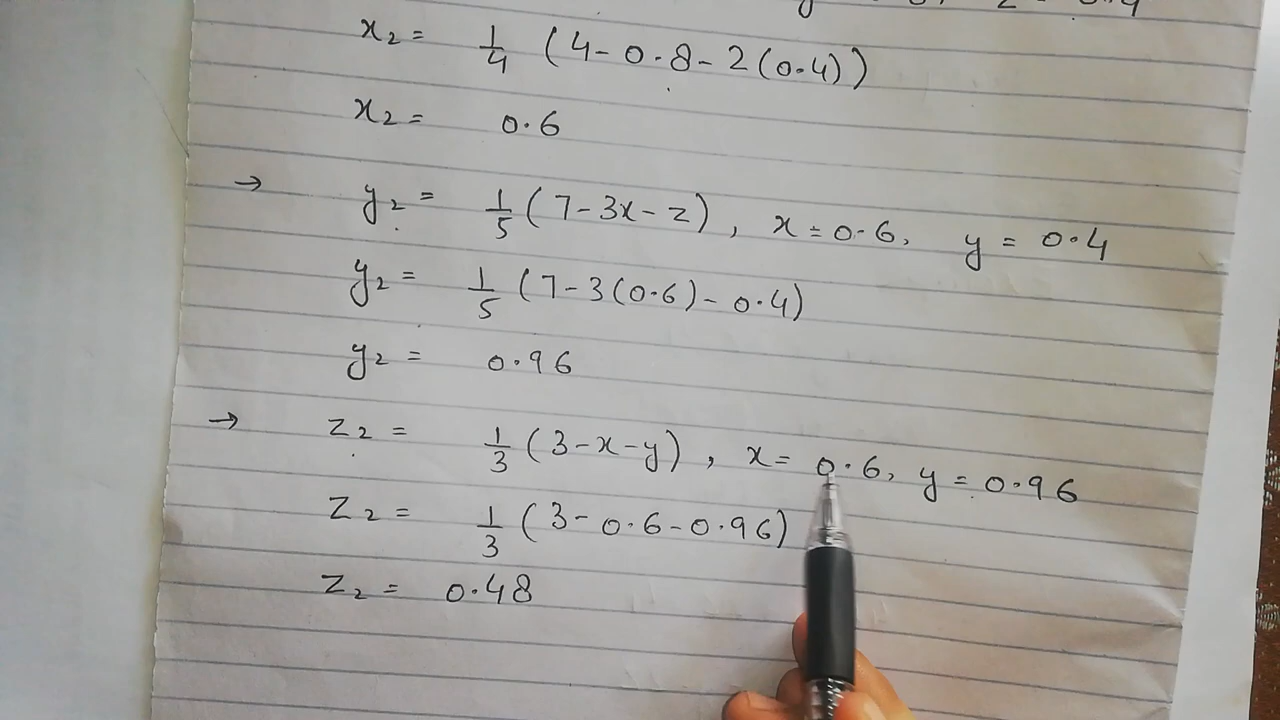 x₂ = 1/4 (4 - 0.8 - 2(0.4))
x₂ = 0.6
→ y₂ = 1/5 (7 - 3x - z), x = 0.6, y = 0.4
y₂ = 1/5 (7 - 3(0.6) - 0.4)
y₂ = 0.96
→ z₂ = 1/3 (3 - x - y), x = 0.6, y = 0.96
z₂ = 1/3 (3 - 0.6 - 0.96)
z₂ = 0.48